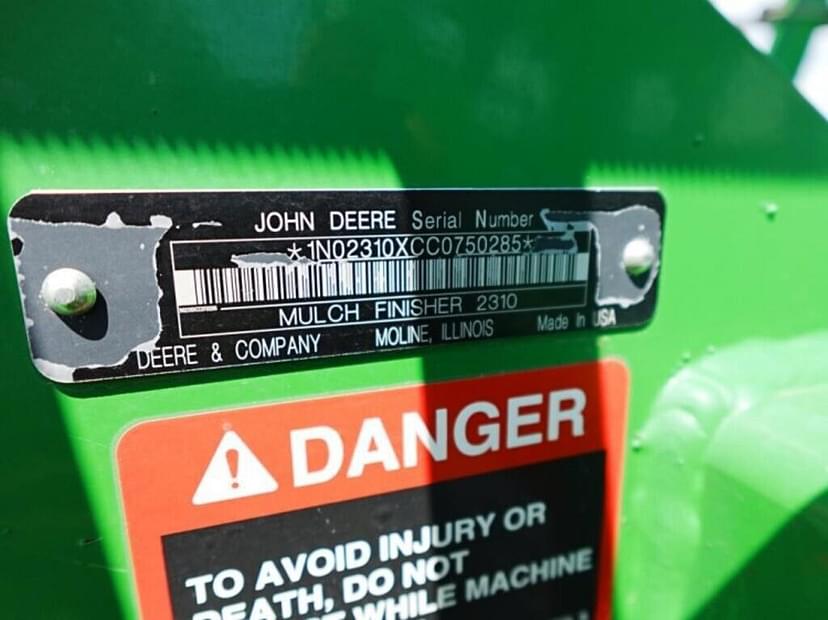 JOHN DEERE Serial Number
*1N02310XCC0750285*
MULCH FINISHER 2310
DEERE & COMPANY MOLINE, ILLINOIS Made in USA
DANGER
TO AVOID INJURY OR
DEATH, DO NOT
WHILE MACHINE